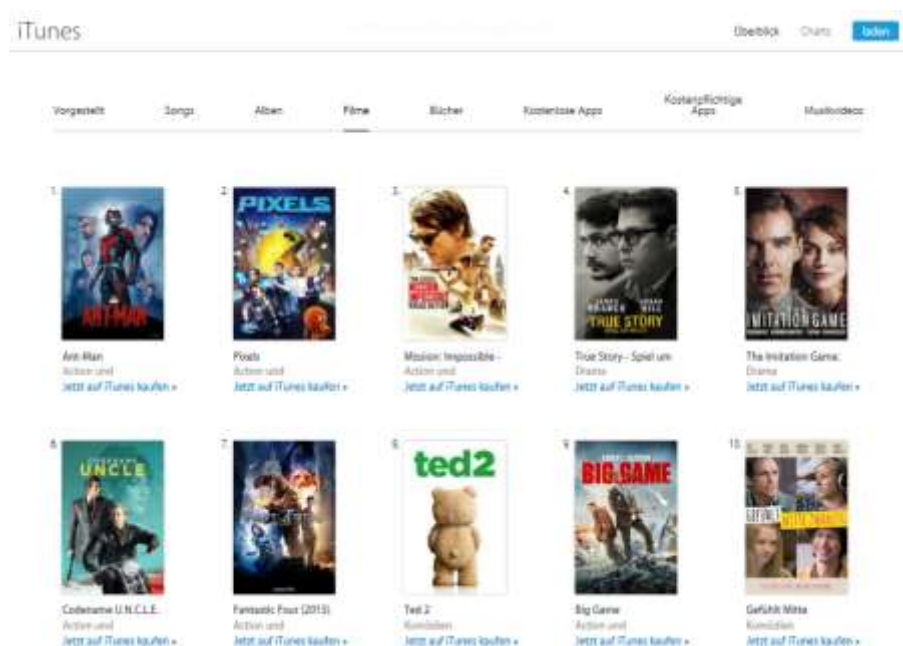 iTunes
Überblick Charts laden
Vorgestellt Songs Alben Filme Bücher Kostenlose Apps Kostenpflichtige Apps Musikvideos
1. 2. 3. 4. 5.
PIXELS
ANT-MAN
JAMES FRANCO JONAH HILL
TRUE STORY
IMITATION GAME
Ant-Man Pixels Mission: Impossible - True Story - Spiel um The Imitation Game:
Action und Action und Action und Drama Drama
Jetzt auf iTunes kaufen » Jetzt auf iTunes kaufen » Jetzt auf iTunes kaufen » Jetzt auf iTunes kaufen » Jetzt auf iTunes kaufen »
6. 7. 8. 9. 10.
UNCLE
ted2
BIG GAME
GEFÜHLT
Codename U.N.C.L.E. Fantastic Four (2015) Ted 2 Big Game Gefühlt Mitte
Action und Action und Komödien Action und Komödien
Jetzt auf iTunes kaufen » Jetzt auf iTunes kaufen » Jetzt auf iTunes kaufen » Jetzt auf iTunes kaufen » Jetzt auf iTunes kaufen »